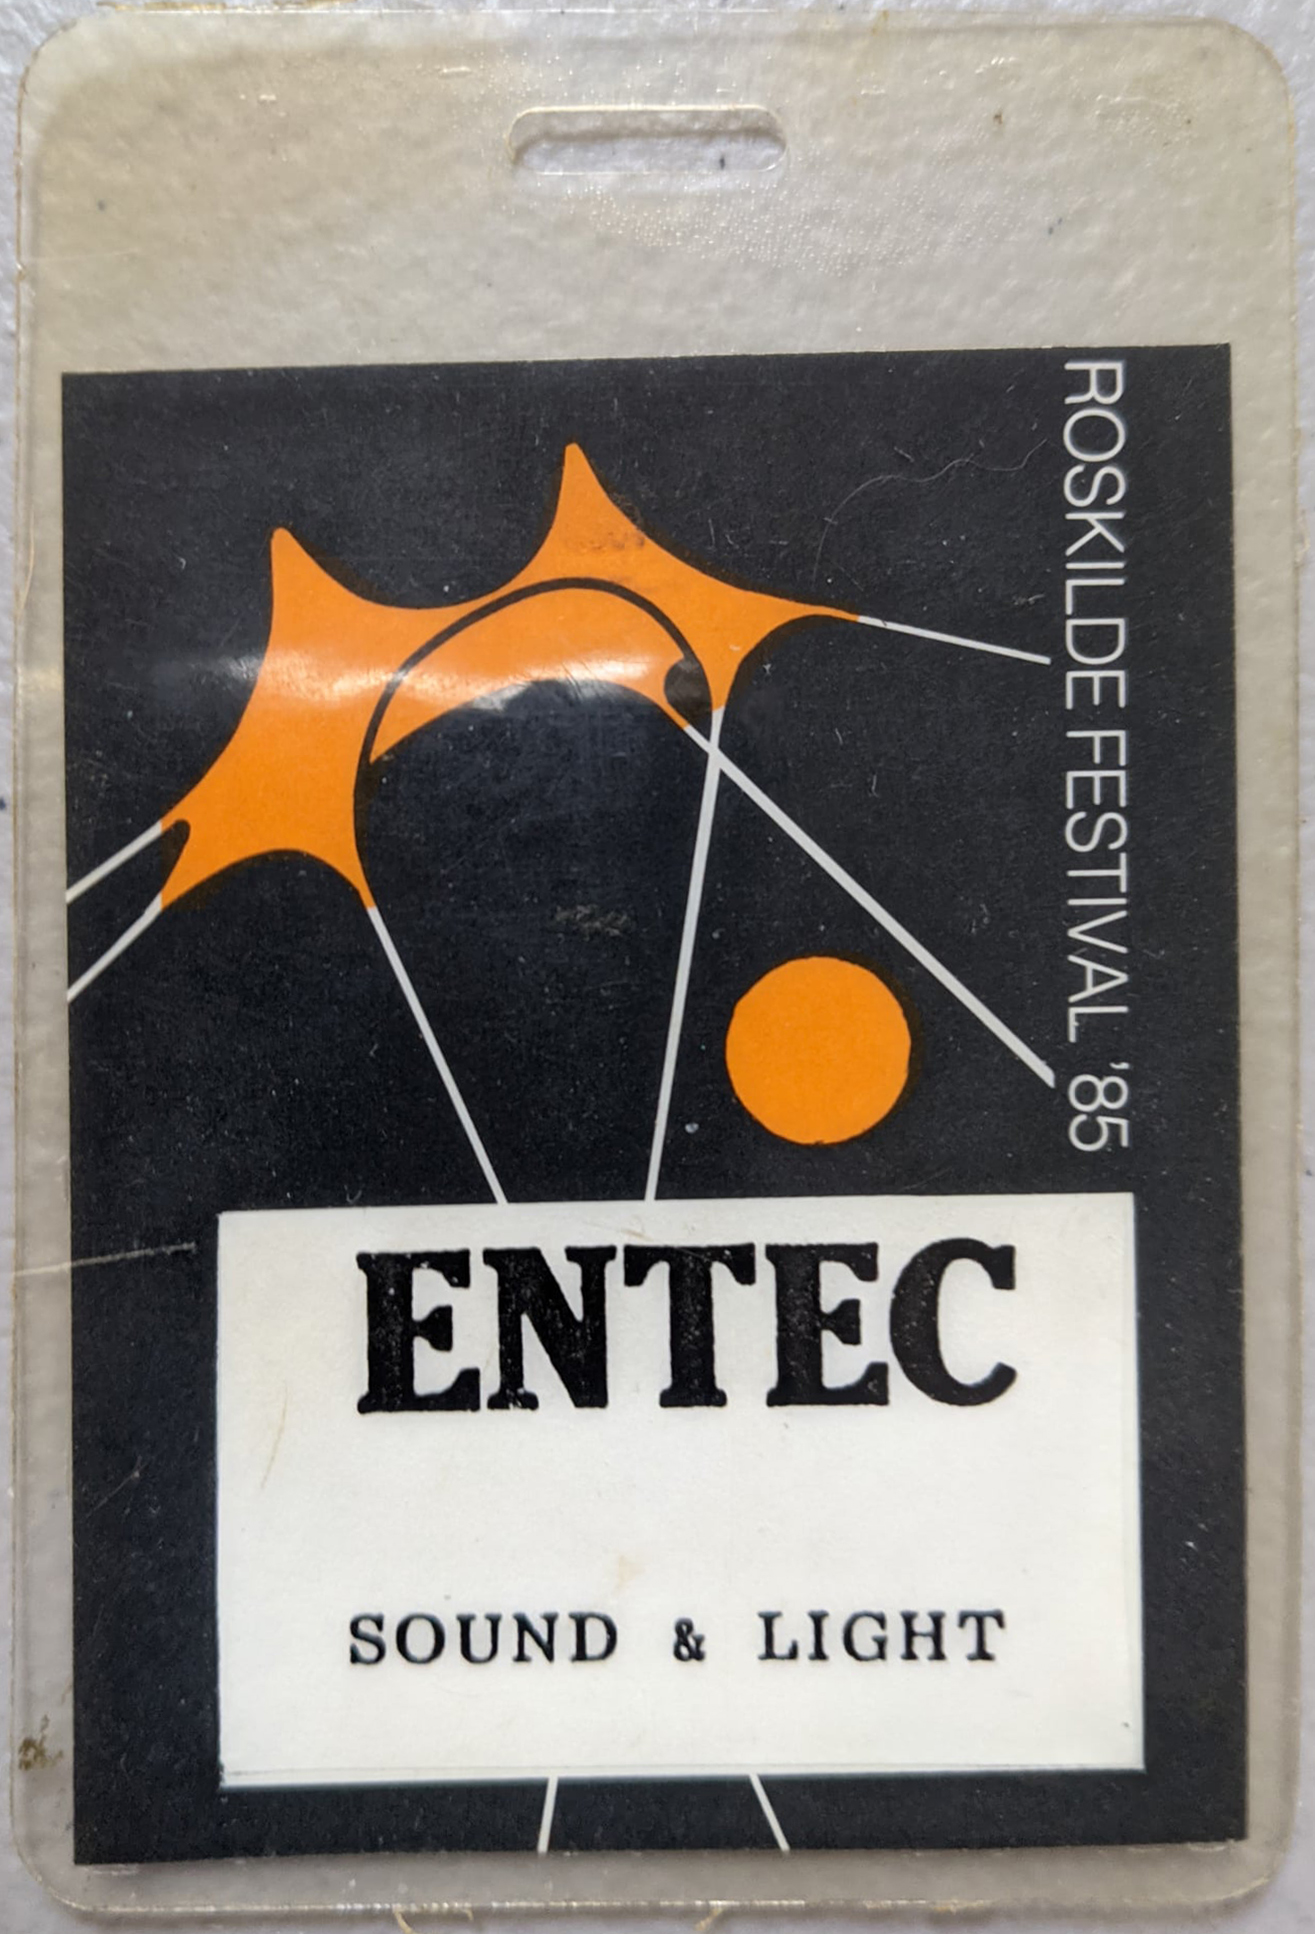 ROSKILDE FESTIVAL '85
ENTEC
SOUND & LIGHT